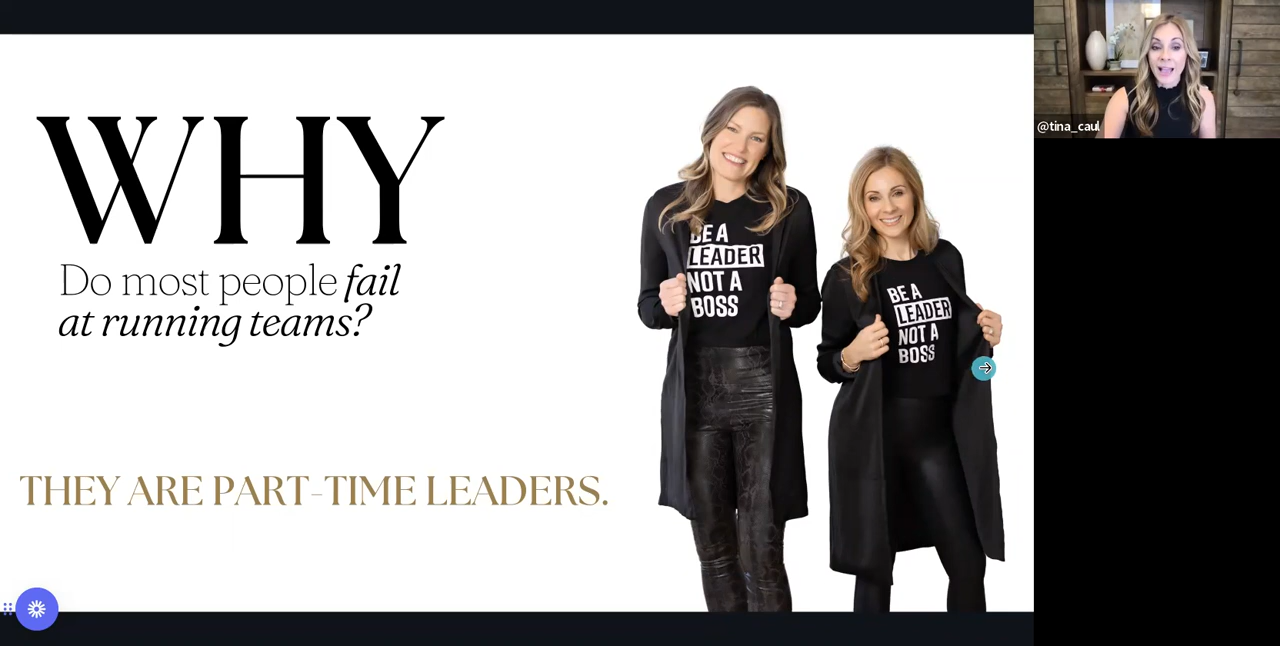 WHY
Do most people fail
at running teams?
THEY ARE PART-TIME LEADERS.
BE A
LEADER
NOT A
BOSS
BE A
LEADER
NOT A
BOSS
@tina_caul